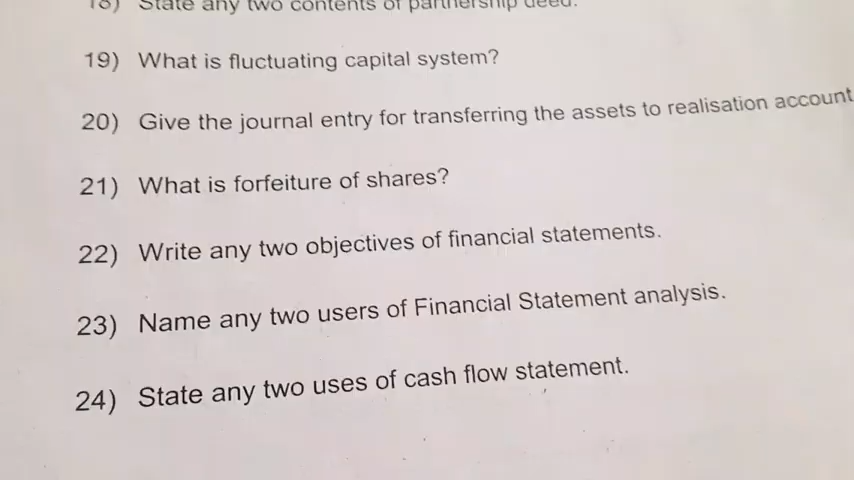 18) State any two contents of partnership deed.
19) What is fluctuating capital system?
20) Give the journal entry for transferring the assets to realisation account
21) What is forfeiture of shares?
22) Write any two objectives of financial statements.
23) Name any two users of Financial Statement analysis.
24) State any two uses of cash flow statement.